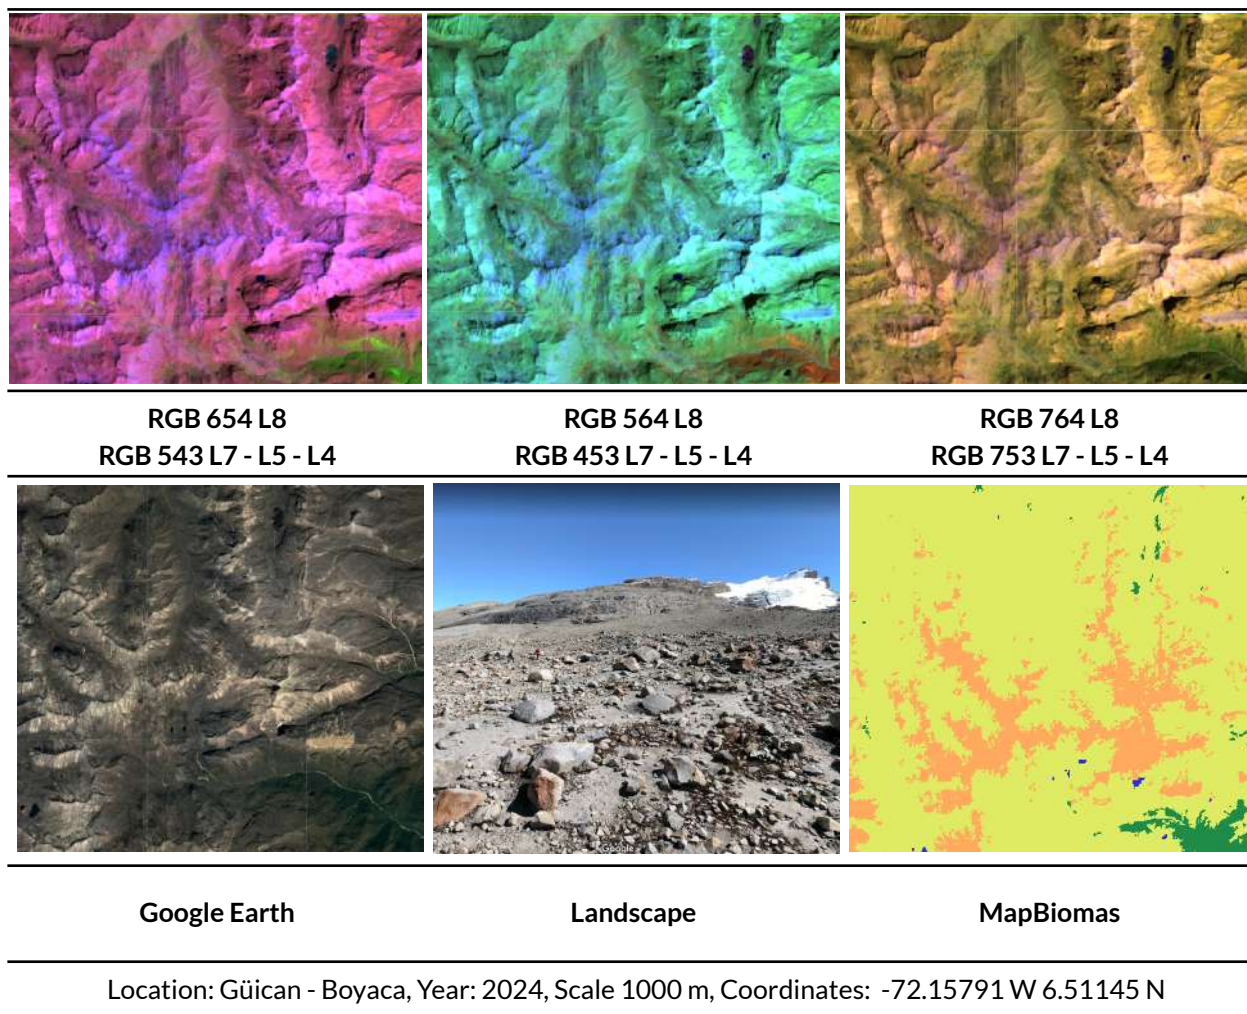 RGB 654 L8
RGB 543 L7 - L5 - L4
RGB 564 L8
RGB 453 L7 - L5 - L4
RGB 764 L8
RGB 753 L7 - L5 - L4
Google
Google Earth
Landscape
MapBiomas
Location: Güican - Boyaca, Year: 2024, Scale 1000 m, Coordinates: -72.15791 W 6.51145 N